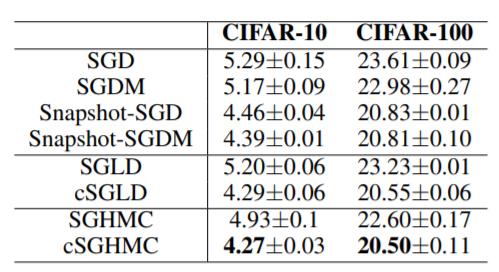 CIFAR-10 CIFAR-100
SGD 5.29±0.15 23.61±0.09
SGDM 5.17±0.09 22.98±0.27
Snapshot-SGD 4.46±0.04 20.83±0.01
Snapshot-SGDM 4.39±0.01 20.81±0.10
SGLD 5.20±0.06 23.23±0.01
cSGLD 4.29±0.06 20.55±0.06
SGHMC 4.93±0.1 22.60±0.17
cSGHMC 4.27±0.03 20.50±0.11